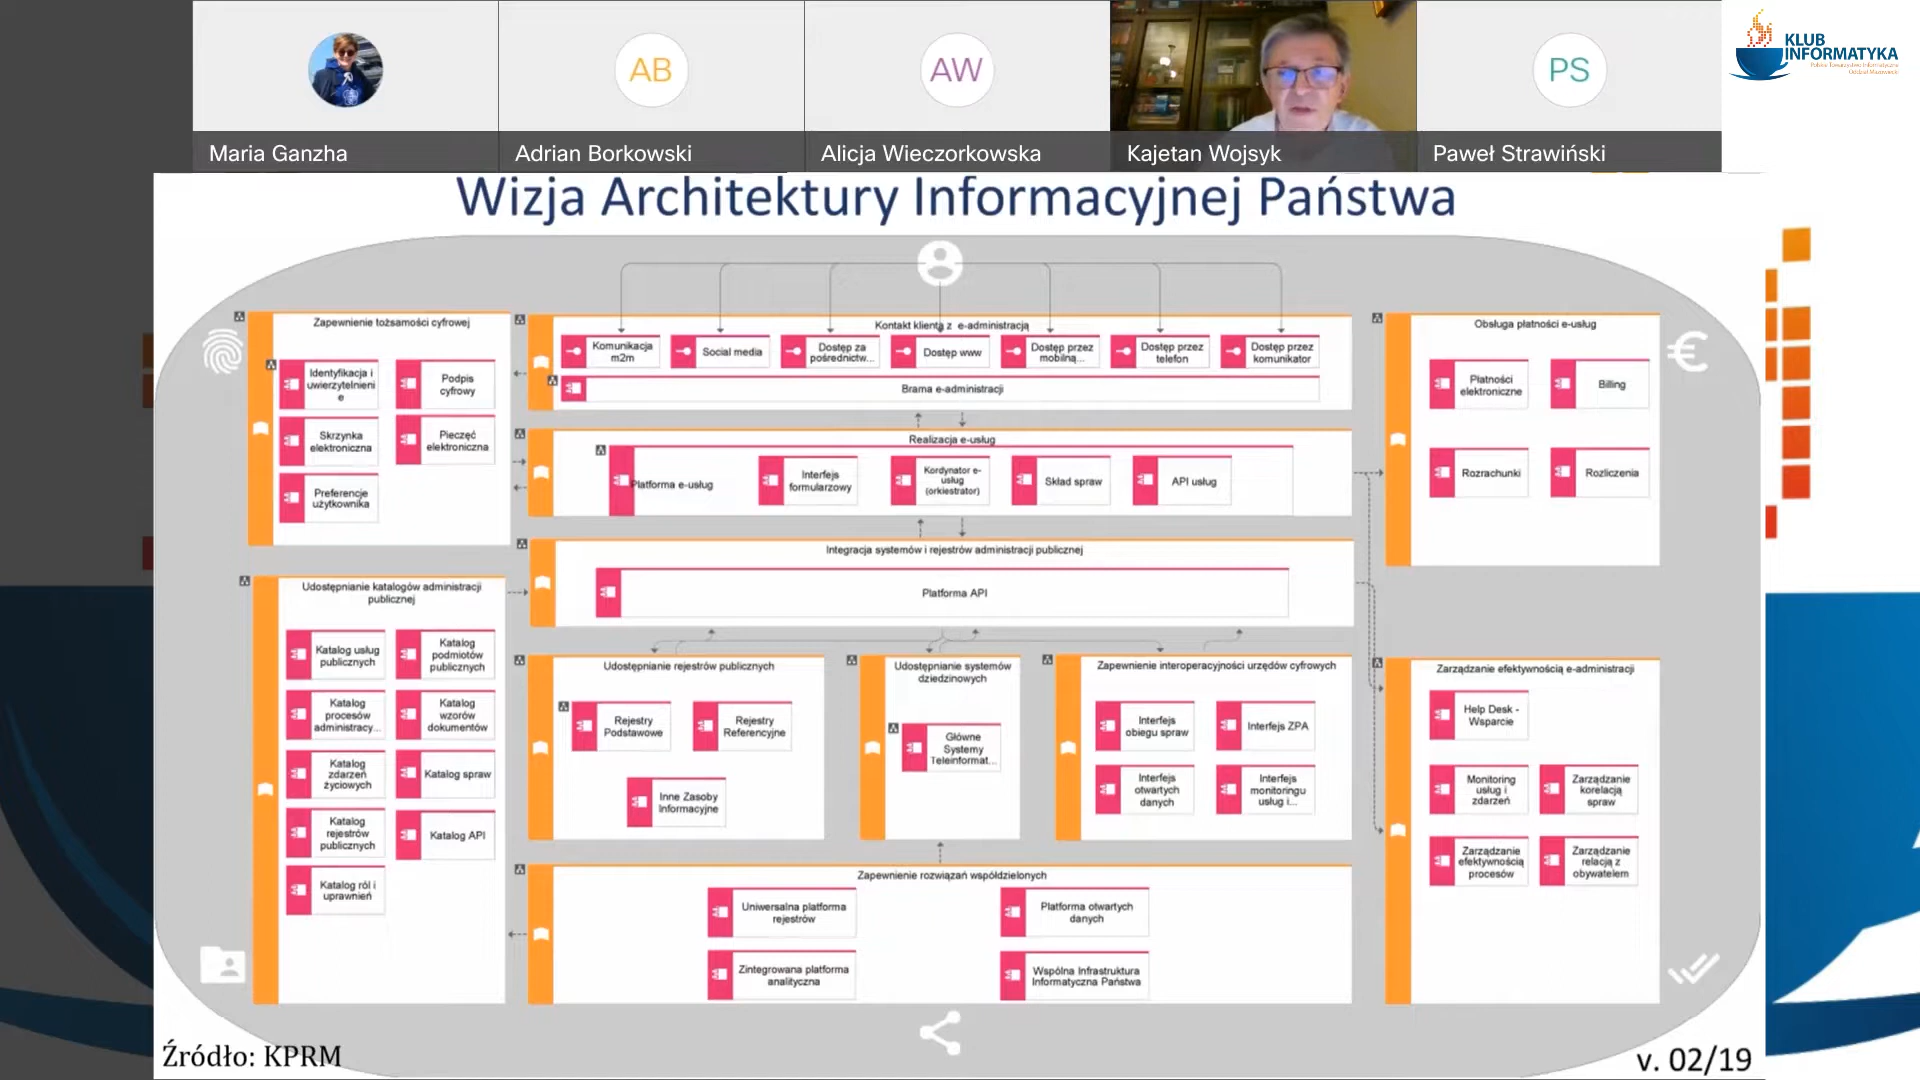 AB
AW
PS
KLUB
INFORMATYKA
Polskie Towarzystwo Informatyczne
Oddział Mazowiecki
Maria Ganzha
Adrian Borkowski
Alicja Wieczorkowska
Kajetan Wojsyk
Paweł Strawiński
Wizja Architektury Informacyjnej Państwa
Zapewnienie tożsamości cyfrowej
Identyfikacja i
uwierzytelnieni
e
Podpis
cyfrowy
Skrzynka
elektroniczna
Pieczęć
elektroniczna
Preferencje
użytkownika
Kontakt klienta z e-administracją
Komunikacja
m2m
Social media
Dostęp za
pośrednictw...
Dostęp www
Dostęp przez
mobilną...
Dostęp przez
telefon
Dostęp przez
komunikator
Brama e-administracji
Realizacja e-usług
Platforma e-usług
Interfejs
formularzowy
Kordynator e-
usług
(orkiestrator)
Skład spraw
API usług
Integracja systemów i rejestrów administracji publicznej
Platforma API
Obsługa płatności e-usług
Płatności
elektroniczne
Billing
Rozrachunki
Rozliczenia
Udostępnianie katalogów administracji
publicznej
Katalog usług
publicznych
Katalog
podmiotów
publicznych
Katalog
procesów
administracy...
Katalog
wzorów
dokumentów
Katalog
zdarzeń
życiowych
Katalog spraw
Katalog
rejestrów
publicznych
Katalog API
Katalog ról i
uprawnień
Udostępnianie rejestrów publicznych
Rejestry
Podstawowe
Rejestry
Referencyjne
Inne Zasoby
Informacyjne
Udostępnianie systemów
dziedzinowych
Główne
Systemy
Teleinformat...
Zapewnienie interoperacyjności urzędów cyfrowych
Interfejs
obiegu spraw
Interfejs ZPA
Interfejs
otwartych
danych
Interfejs
monitoringu
usług i...
Zarządzanie efektywnością e-administracji
Help Desk -
Wsparcie
Monitoring
usług i
zdarzeń
Zarządzanie
korelacją
spraw
Zarządzanie
efektywnością
procesów
Zarządzanie
relacją z
obywatelem
Zapewnienie rozwiązań współdzielonych
Uniwersalna platforma
rejestrów
Platforma otwartych
danych
Zintegrowana platforma
analityczna
Wspólna Infrastruktura
Informatyczna Państwa
Źródło: KPRM
v. 02/19